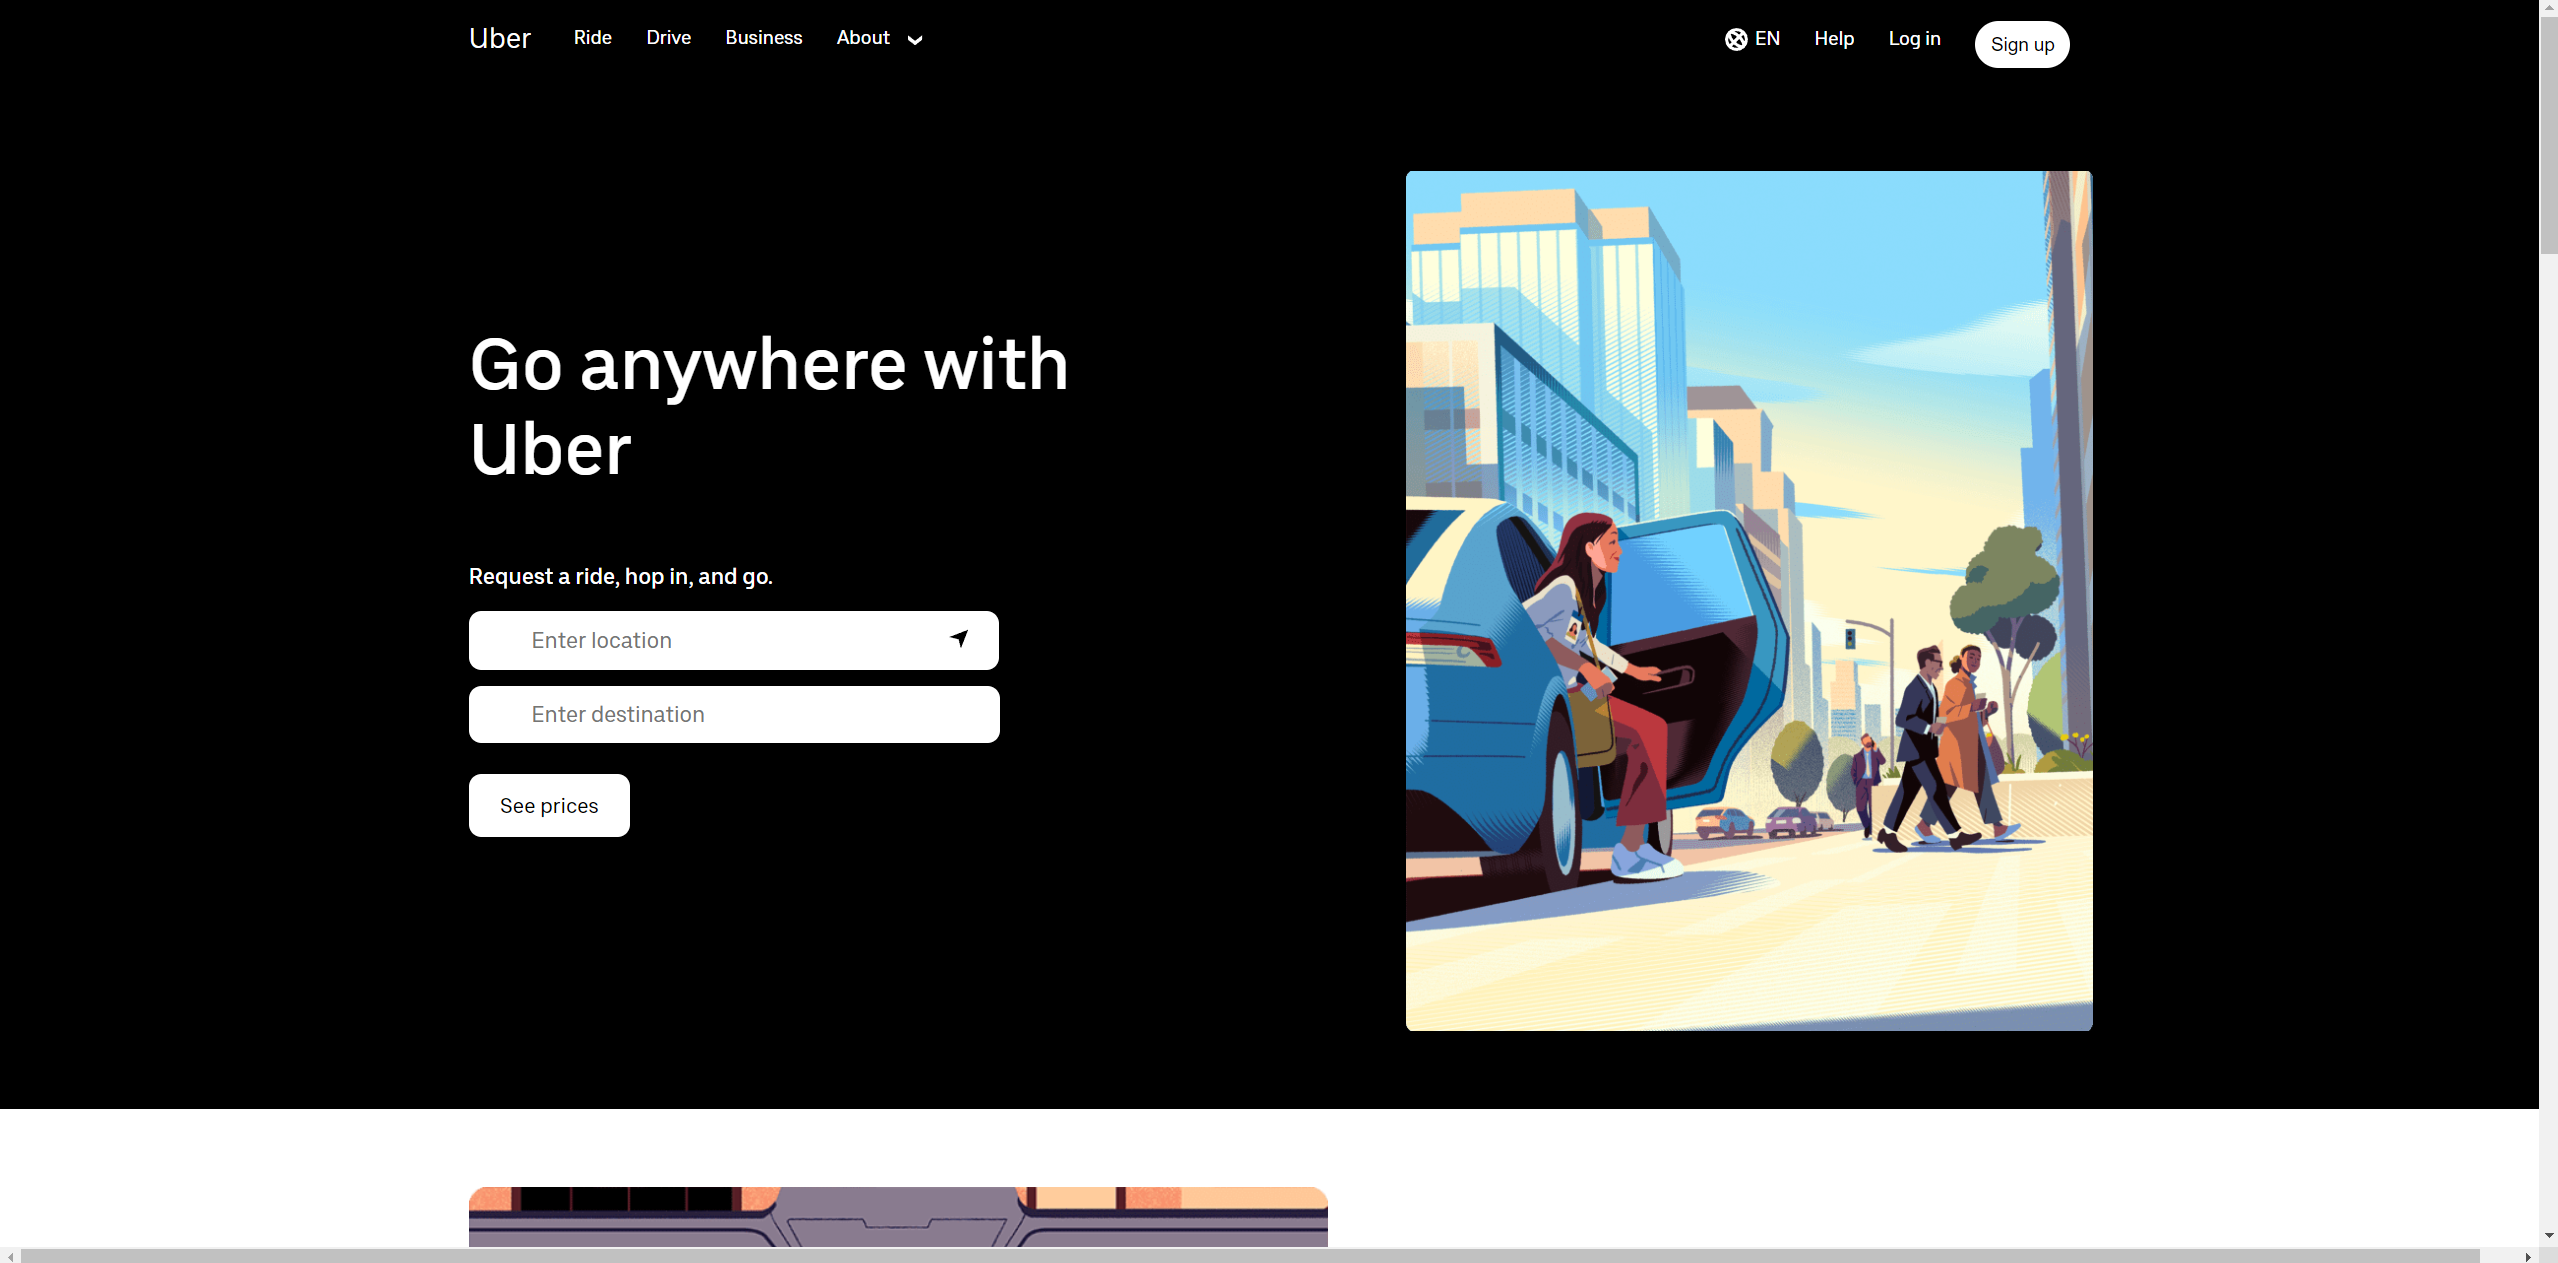 Uber Ride Drive Business About EN Help Log in Sign up
Go anywhere with
Uber
Request a ride, hop in, and go.
Enter location
Enter destination
See prices